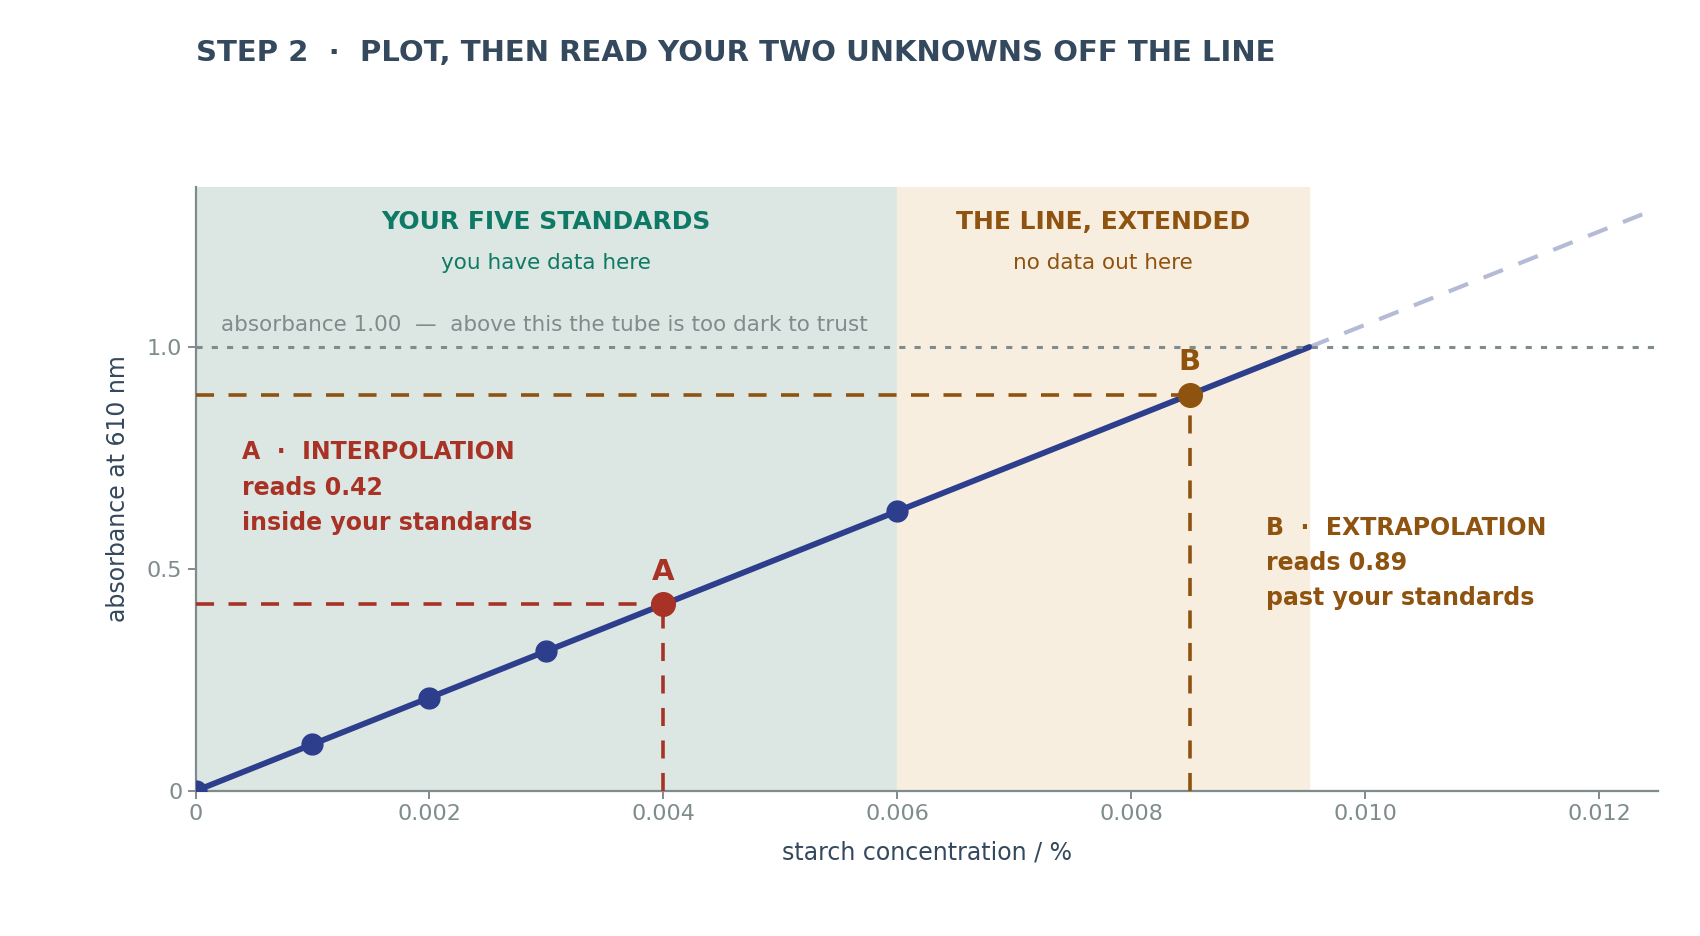 STEP 2 · PLOT, THEN READ YOUR TWO UNKNOWNS OFF THE LINE
YOUR FIVE STANDARDS
you have data here
THE LINE, EXTENDED
no data out here
absorbance 1.00 — above this the tube is too dark to trust
1.0
0.5
0
absorbance at 610 nm
A · INTERPOLATION
reads 0.42
inside your standards
A
B
B · EXTRAPOLATION
reads 0.89
past your standards
0
0.002
0.004
0.006
0.008
0.010
0.012
starch concentration / %